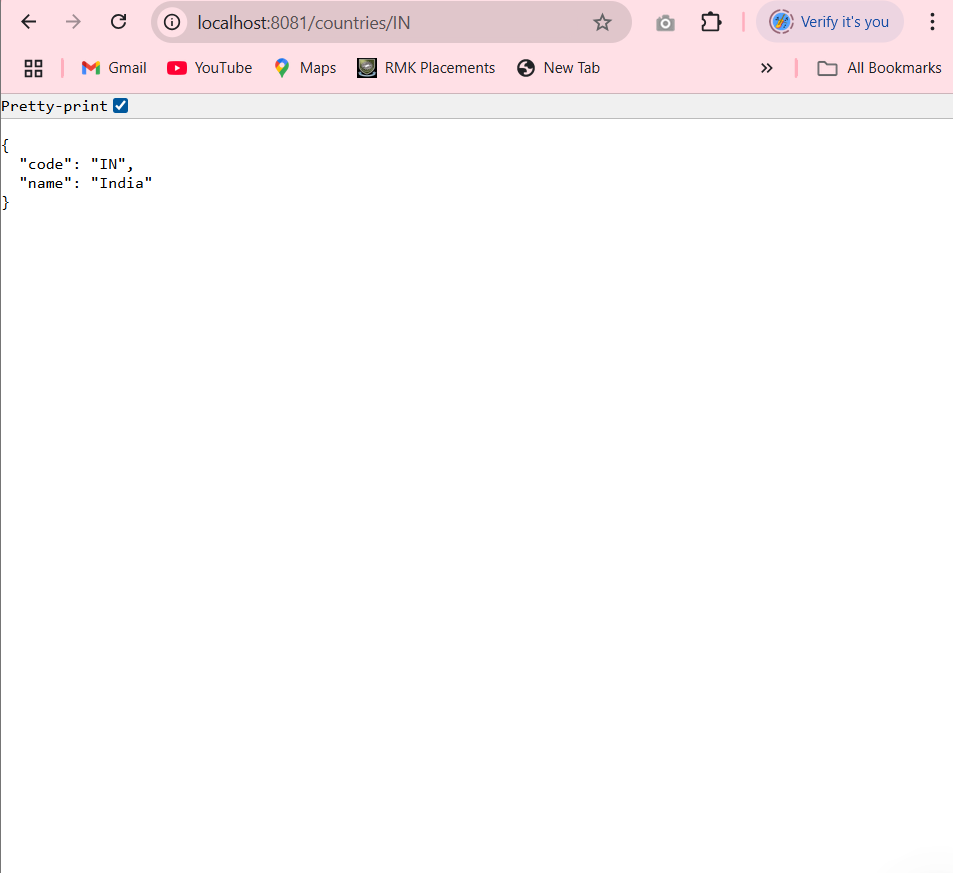 localhost:8081/countries/IN
Verify it's you
Gmail YouTube Maps RMK Placements New Tab All Bookmarks
Pretty-print
{
  "code": "IN",
  "name": "India"
}